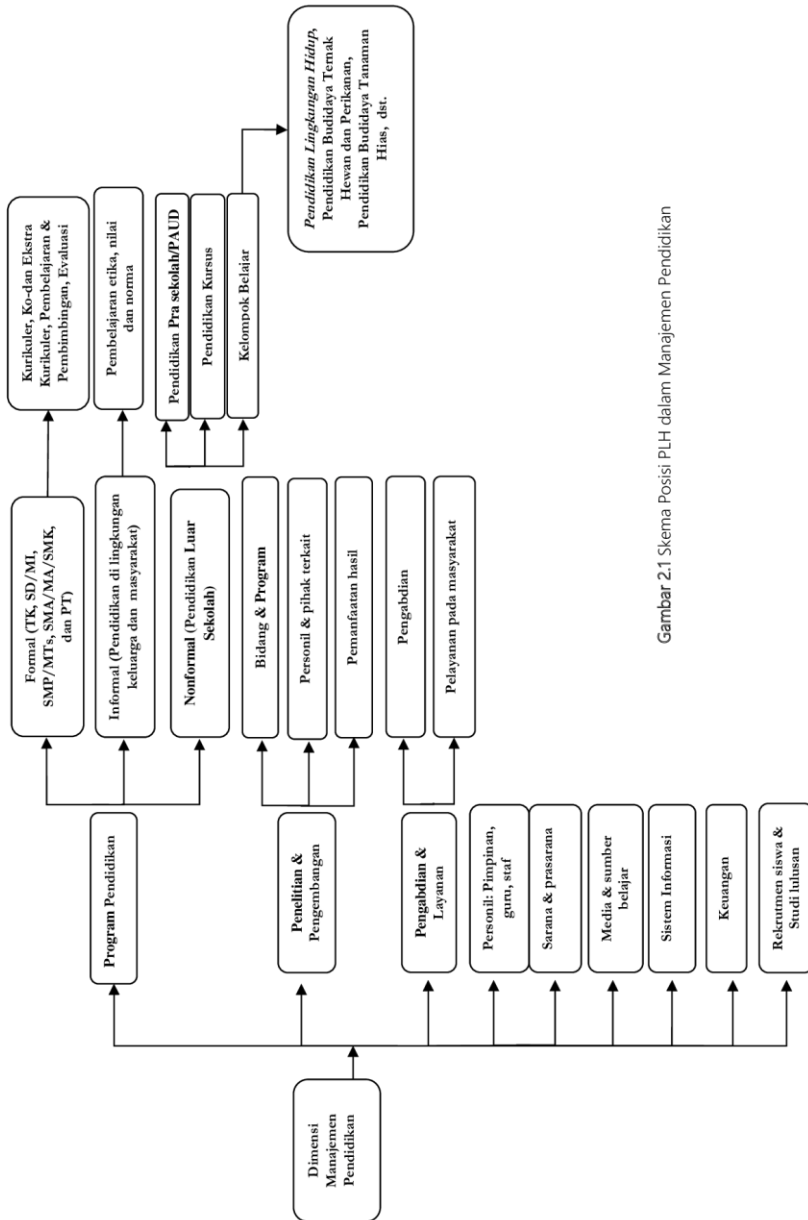 Dimensi
Manajemen
Pendidikan
Program Pendidikan
Penelitian &
Pengembangan
Pengabdian &
Layanan
Personil: Pimpinan,
guru, staf
Sarana & prasarana
Media & sumber
belajar
Sistem Informasi
Keuangan
Rekrutmen siswa &
Studi lulusan
Formal (TK, SD/MI,
SMP/MTs, SMA/MA/SMK,
dan PT)
Informal (Pendidikan di lingkungan
keluarga dan masyarakat)
Nonformal (Pendidikan Luar
Sekolah)
Bidang & Program
Personil & pihak terkait
Pemanfaatan hasil
Pengabdian
Pelayanan pada masyarakat
Kurikuler, Ko-dan Ekstra
Kurikuler, Pembelajaran &
Pembimbingan, Evaluasi
Pembelajaran etika, nilai
dan norma
Pendidikan Pra sekolah/PAUD
Pendidikan Kursus
Kelompok Belajar
Pendidikan Lingkungan Hidup,
Pendidikan Budidaya Ternak
Hewan dan Perikanan,
Pendidikan Budidaya Tanaman
Hias, dst.
Gambar 2.1 Skema Posisi PLH dalam Manajemen Pendidikan